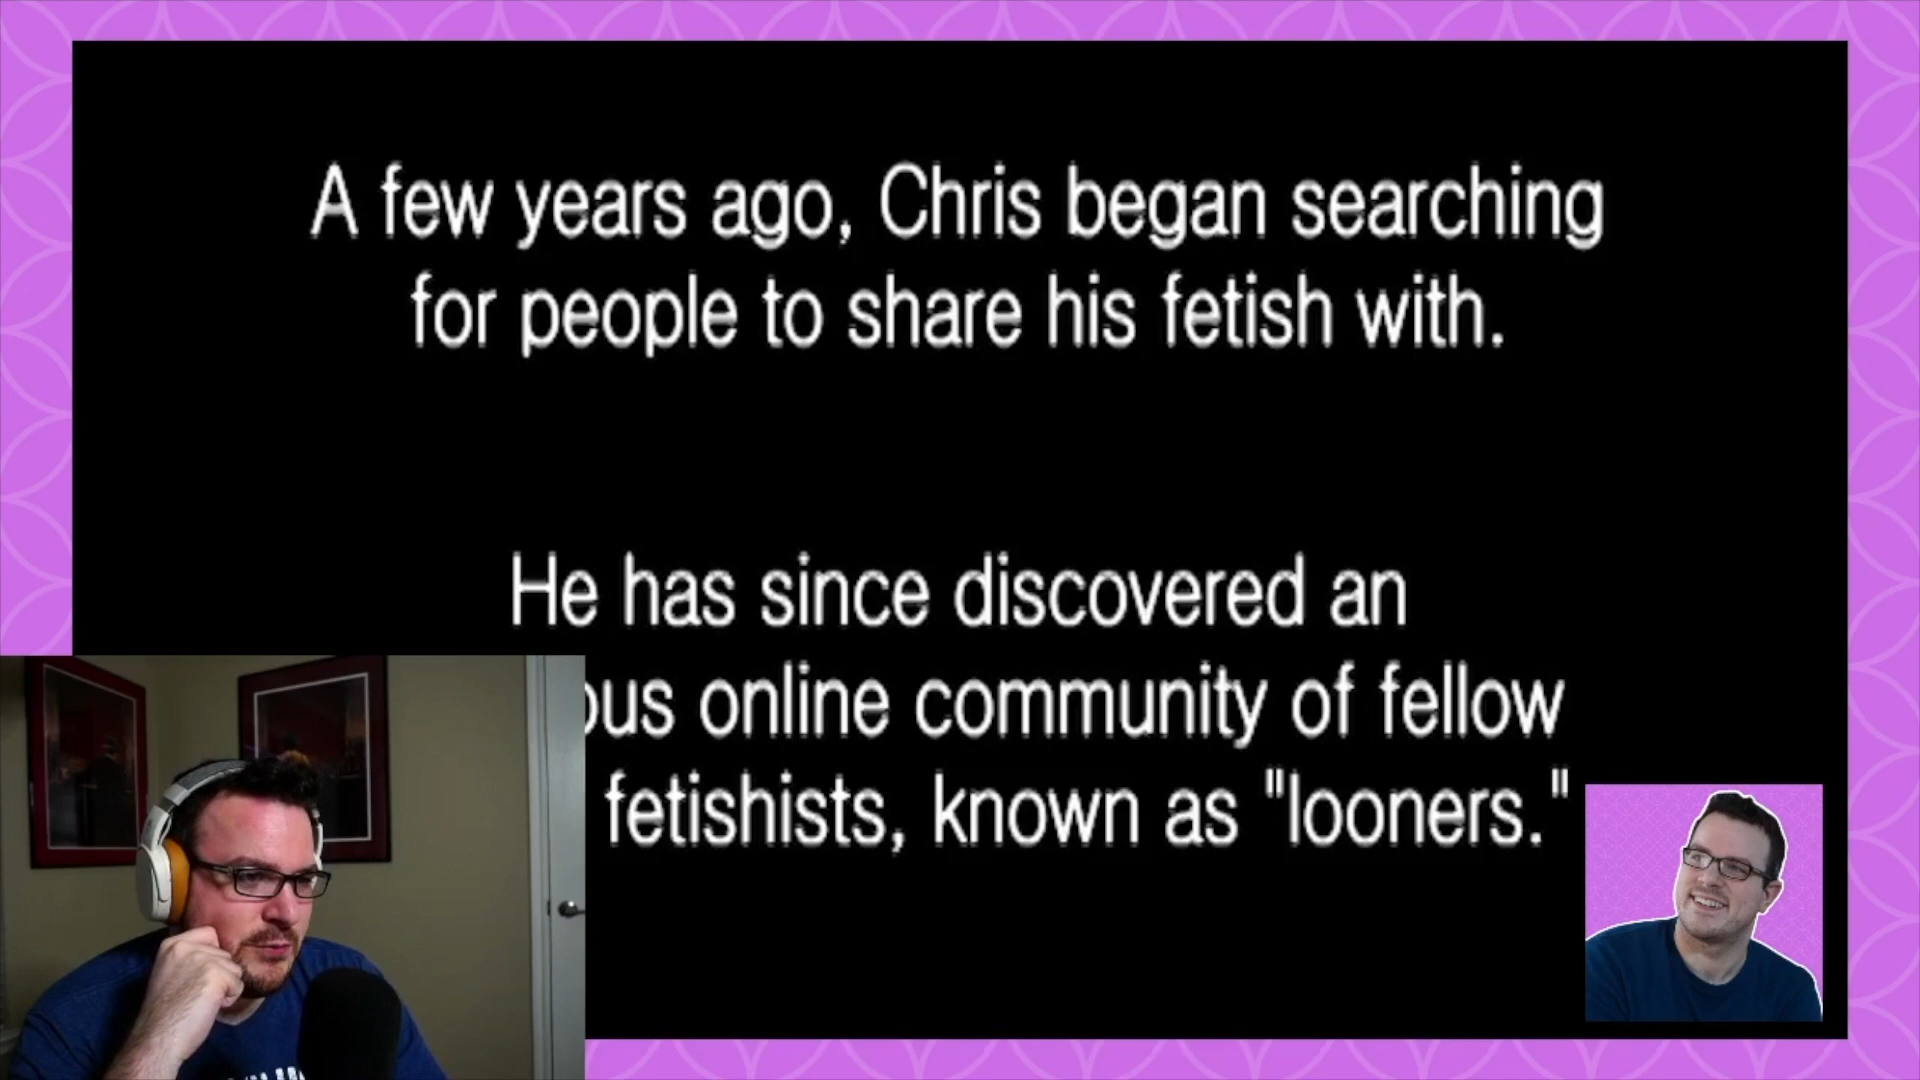 A few years ago, Chris began searching
for people to share his fetish with.
He has since discovered an
online community of fellow
fetishists, known as "looners."